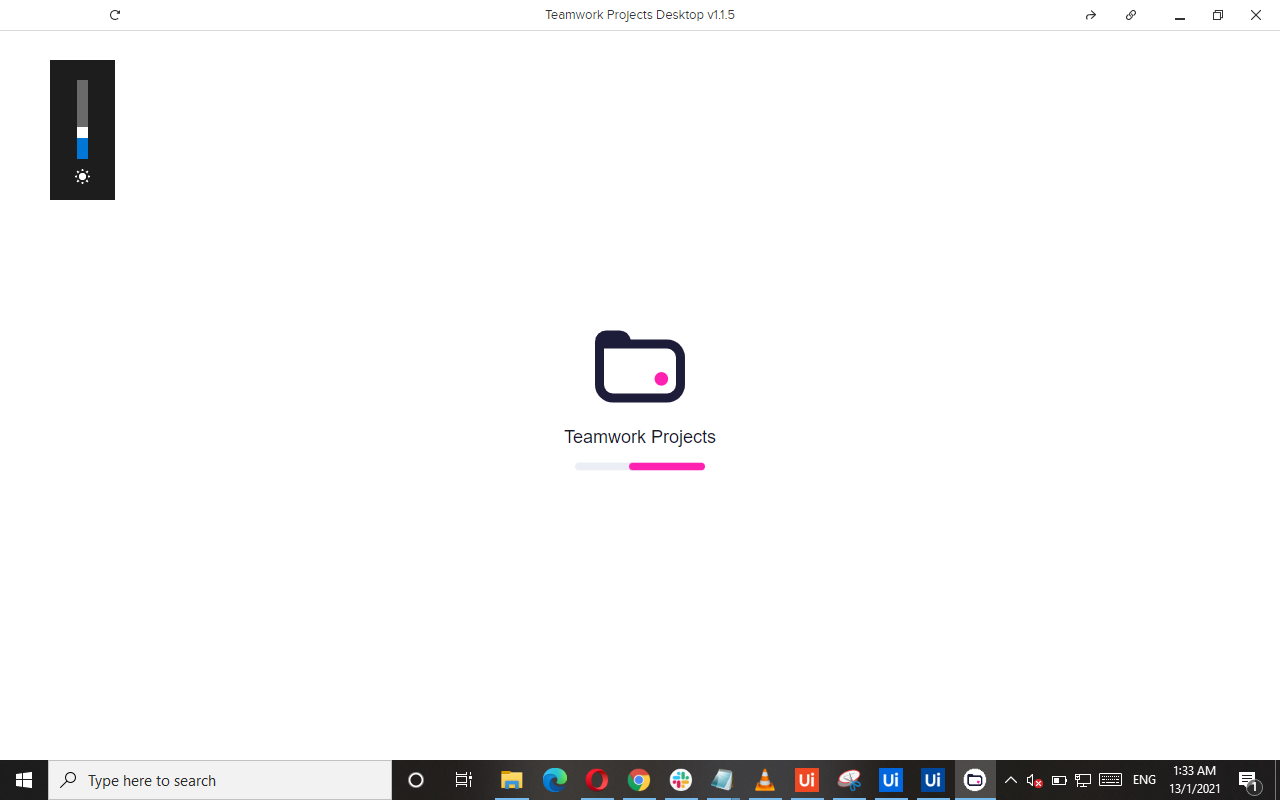 Teamwork Projects Desktop v1.1.5
Teamwork Projects
Type here to search
Ui
Ui
Ui
ENG
1:33 AM
13/1/2021
1